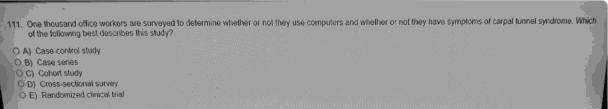 111. One thousand office workers are surveyed to determine whether or not they use computers and whether or not they have symptoms of carpal tunnel syndrome. Which
of the following best describes this study?
A) Case-control study
B) Case series
C) Cohort study
D) Cross-sectional survey
E) Randomized clinical trial